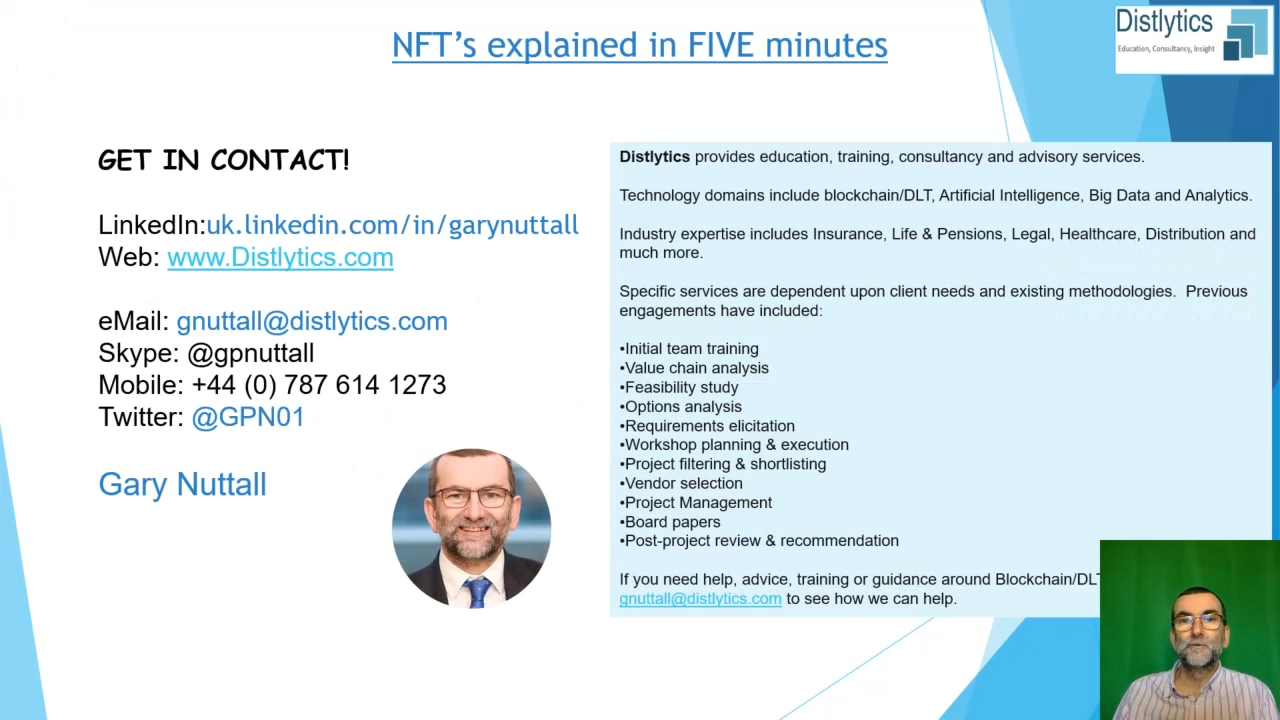 NFT's explained in FIVE minutes
Distlytics
Education, Consultancy, Insight
GET IN CONTACT!
LinkedIn:uk.linkedin.com/in/garynuttall
Web: www.Distlytics.com
eMail: gnuttall@distlytics.com
Skype: @gpnuttall
Mobile: +44 (0) 787 614 1273
Twitter: @GPN01
Gary Nuttall
Distlytics provides education, training, consultancy and advisory services.
Technology domains include blockchain/DLT, Artificial Intelligence, Big Data and Analytics.
Industry expertise includes Insurance, Life & Pensions, Legal, Healthcare, Distribution and
much more.
Specific services are dependent upon client needs and existing methodologies.  Previous
engagements have included:
•Initial team training
•Value chain analysis
•Feasibility study
•Options analysis
•Requirements elicitation
•Workshop planning & execution
•Project filtering & shortlisting
•Vendor selection
•Project Management
•Board papers
•Post-project review & recommendation
If you need help, advice, training or guidance around Blockchain/DLT
gnuttall@distlytics.com to see how we can help.